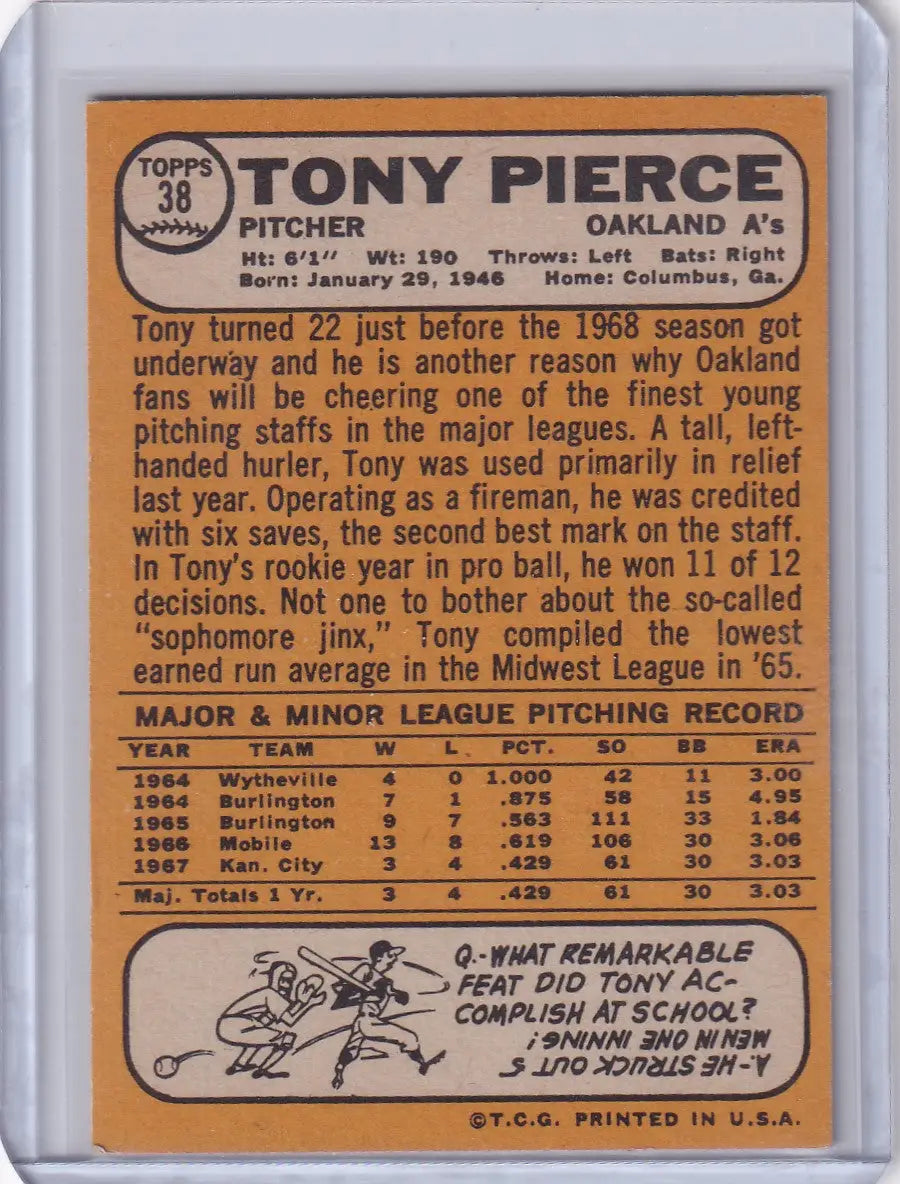 TOPPS
38
TONY PIERCE
PITCHER OAKLAND A's
Ht: 6'1" Wt: 190 Throws: Left Bats: Right
Born: January 29, 1946 Home: Columbus, Ga.
Tony turned 22 just before the 1968 season got
underway and he is another reason why Oakland
fans will be cheering one of the finest young
pitching staffs in the major leagues. A tall, left-
handed hurler, Tony was used primarily in relief
last year. Operating as a fireman, he was credited
with six saves, the second best mark on the staff.
In Tony's rookie year in pro ball, he won 11 of 12
decisions. Not one to bother about the so-called
"sophomore jinx," Tony compiled the lowest
earned run average in the Midwest League in '65.
MAJOR & MINOR LEAGUE PITCHING RECORD
YEAR TEAM W L PCT. SO BB ERA
1964 Wytheville 4 0 1.000 42 11 3.00
1964 Burlington 7 1 .875 58 15 4.95
1965 Burlington 9 7 .563 111 33 1.84
1966 Mobile 13 8 .619 106 30 3.06
1967 Kan. City 3 4 .429 61 30 3.03
Maj. Totals 1 Yr. 3 4 .429 61 30 3.03
Q.-WHAT REMARKABLE
FEAT DID TONY AC-
COMPLISH AT SCHOOL?
A.-HE STRUCK OUT 5
MEN IN ONE INNING!
©T.C.G. PRINTED IN U.S.A.